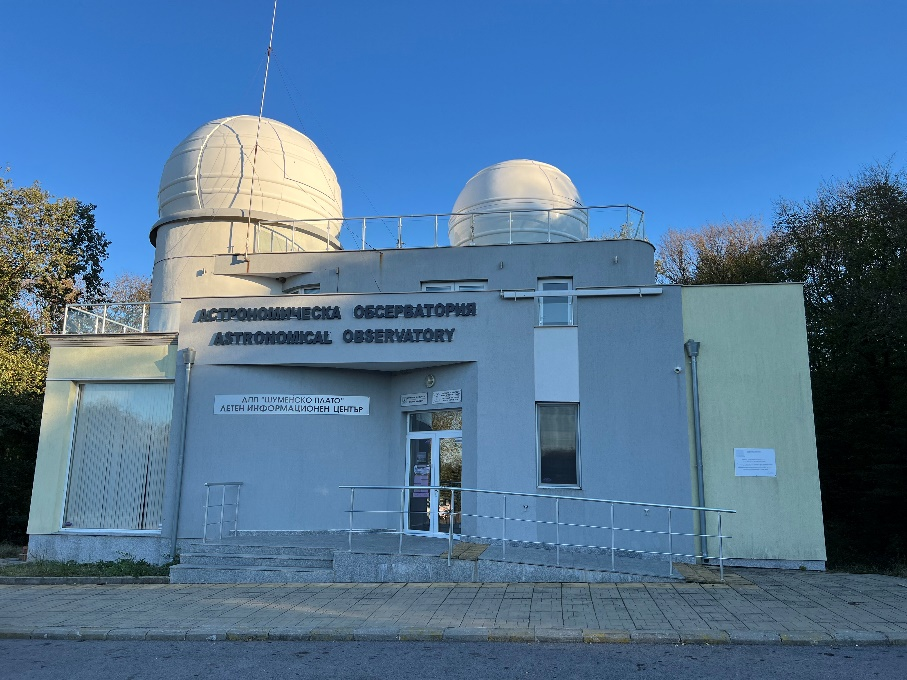 АСТРОНОМИЧЕСКА ОБСЕРВАТОРИЯ
ASTRONOMICAL OBSERVATORY
ДПП "ШУМЕНСКО ПЛАТО"
ЛЕТЕН ИНФОРМАЦИОНЕН ЦЕНТЪР